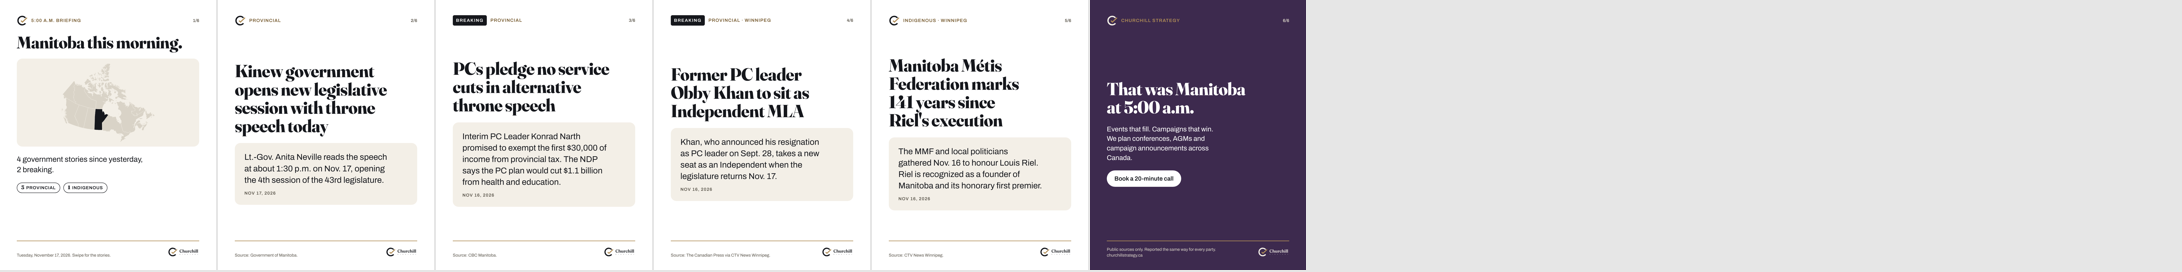 5:00 A.M. BRIEFING
1/6
Manitoba this morning.
4 government stories since yesterday,
2 breaking.
3 PROVINCIAL
1 INDIGENOUS
Tuesday, November 17, 2026. Swipe for the stories.
Churchill
PROVINCIAL
2/6
Kinew government
opens new legislative
session with throne
speech today
Lt.-Gov. Anita Neville reads the speech
at about 1:30 p.m. on Nov. 17, opening
the 4th session of the 43rd legislature.
NOV 17, 2026
Source: Government of Manitoba.
Churchill
BREAKING
PROVINCIAL
3/6
PCs pledge no service
cuts in alternative
throne speech
Interim PC Leader Konrad Narth
promised to exempt the first $30,000 of
income from provincial tax. The NDP
says the PC plan would cut $1.1 billion
from health and education.
NOV 16, 2026
Source: CBC Manitoba.
Churchill
BREAKING
PROVINCIAL · WINNIPEG
4/6
Former PC leader
Obby Khan to sit as
Independent MLA
Khan, who announced his resignation
as PC leader on Sept. 28, takes a new
seat as an Independent when the
legislature returns Nov. 17.
NOV 16, 2026
Source: The Canadian Press via CTV News Winnipeg.
Churchill
INDIGENOUS · WINNIPEG
5/6
Manitoba Métis
Federation marks
141 years since
Riel's execution
The MMF and local politicians
gathered Nov. 16 to honour Louis Riel.
Riel is recognized as a founder of
Manitoba and its honorary first premier.
NOV 16, 2026
Source: CTV News Winnipeg.
Churchill
CHURCHILL STRATEGY
6/6
That was Manitoba
at 5:00 a.m.
Events that fill. Campaigns that win.
We plan conferences, AGMs and
campaign announcements across
Canada.
Book a 20-minute call
Public sources only. Reported the same way for every party.
churchillstrategy.ca
Churchill